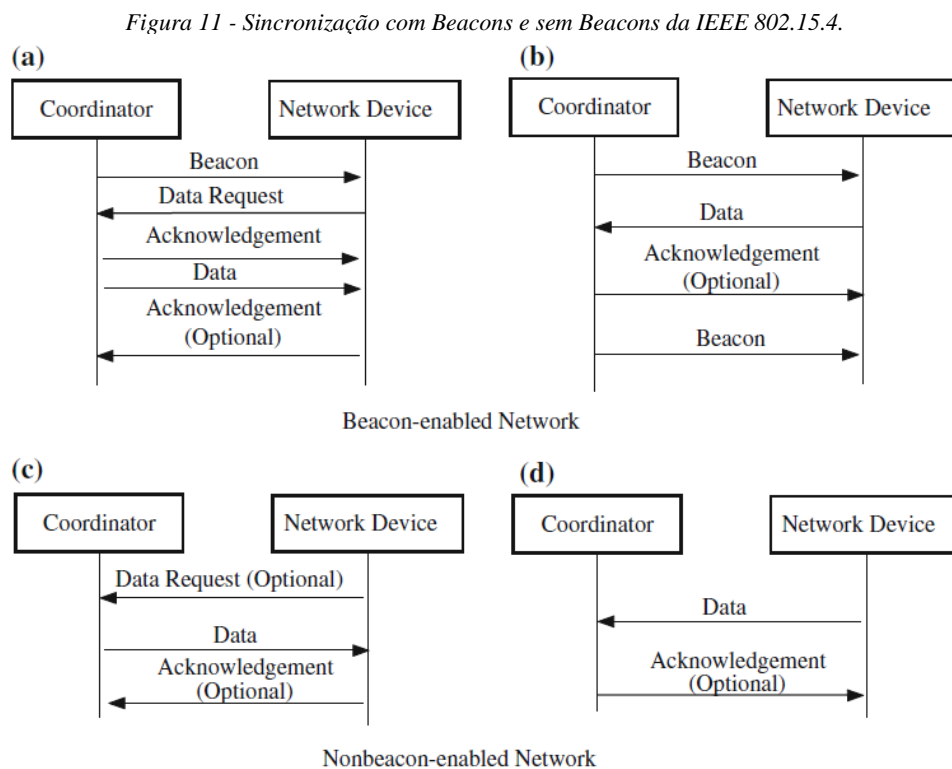 Figura 11 - Sincronização com Beacons e sem Beacons da IEEE 802.15.4.
(a)
Coordinator
Network Device
Beacon
Data Request
Acknowledgement
Data
Acknowledgement
(Optional)
(b)
Coordinator
Network Device
Beacon
Data
Acknowledgement
(Optional)
Beacon
Beacon-enabled Network
(c)
Coordinator
Network Device
Data Request (Optional)
Data
Acknowledgement
(Optional)
(d)
Coordinator
Network Device
Data
Acknowledgement
(Optional)
Nonbeacon-enabled Network